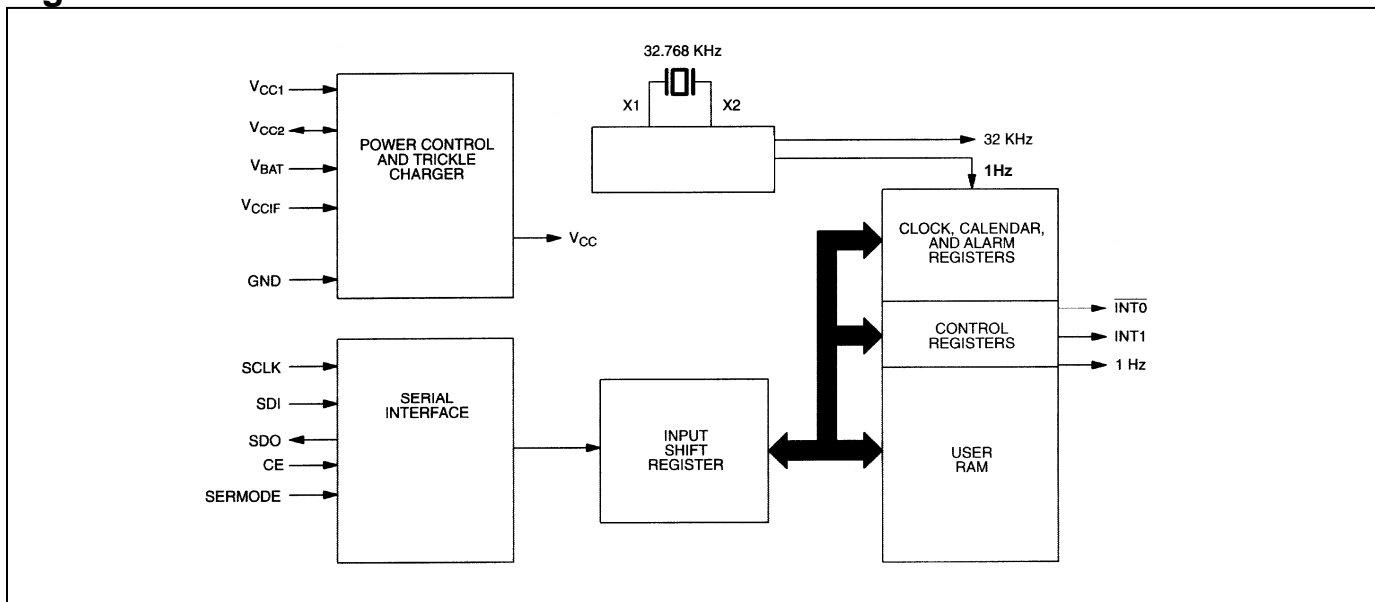 32.768 KHz
X1
X2
VCC1
VCC2
VBAT
VCCIF
GND
POWER CONTROL
AND TRICKLE
CHARGER
VCC
32 KHz
1Hz
CLOCK, CALENDAR,
AND ALARM
REGISTERS
CONTROL
REGISTERS
INT0
INT1
1 Hz
USER
RAM
SCLK
SDI
SDO
CE
SERMODE
SERIAL
INTERFACE
INPUT
SHIFT
REGISTER